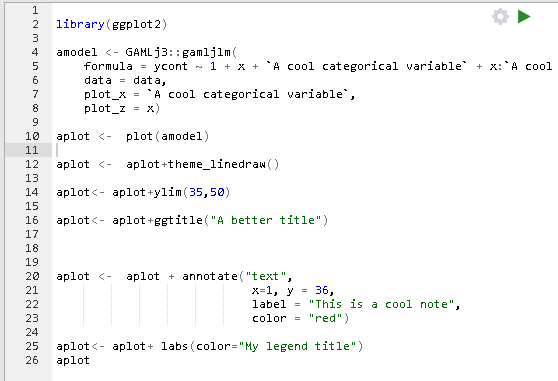 1
2 library(ggplot2)
3
4 amodel <- GAMLj3::gamljlm(
5 formula = ycont ~ 1 + x + `A cool categorical variable` + x:`A cool
6 data = data,
7 plot_x = `A cool categorical variable`,
8 plot_z = x)
9
10 aplot <-  plot(amodel)
11
12 aplot <-  aplot+theme_linedraw()
13
14 aplot<- aplot+ylim(35,50)
15
16 aplot<- aplot+ggtitle("A better title")
17
18
19
20 aplot <-  aplot + annotate("text",
21 x=1, y = 36,
22 label = "This is a cool note",
23 color = "red")
24
25 aplot<- aplot+ labs(color="My legend title")
26 aplot